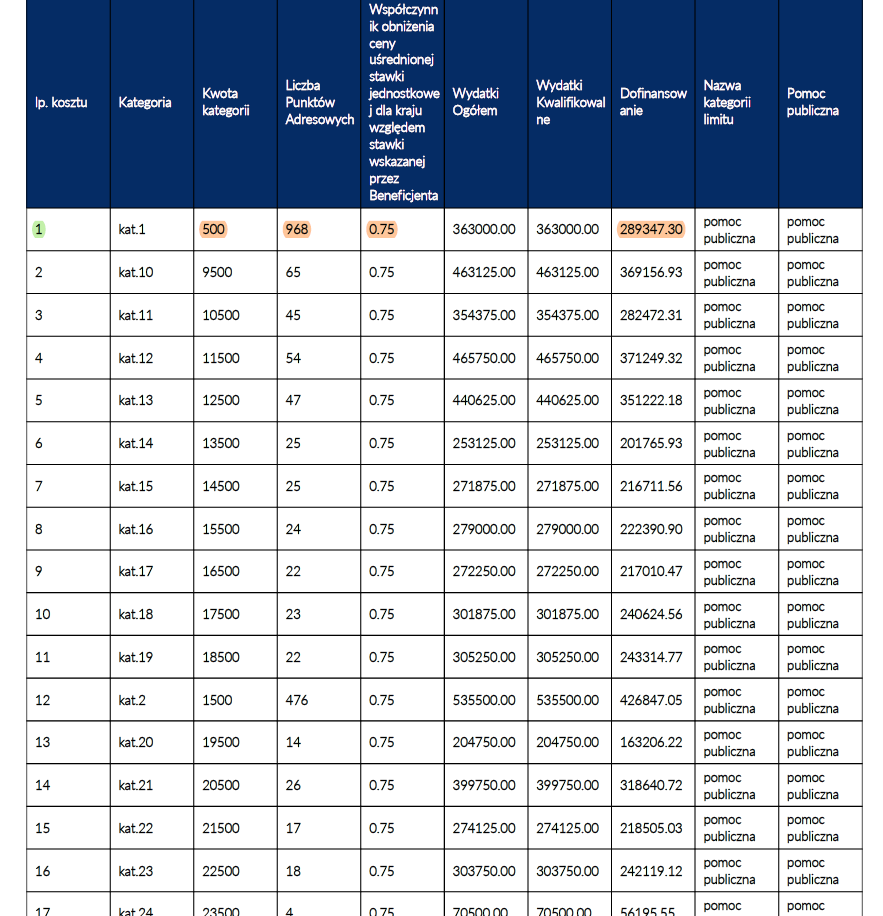 lp. kosztu
Kategoria
Kwota
kategorii
Liczba
Punktów
Adresowych
Współczynn
ik obniżenia
ceny
uśrednionej
stawki
jednostkowe
j dla kraju
względem
stawki
wskazanej
przez
Beneficjenta
Wydatki
Ogółem
Wydatki
Kwalifikowal
ne
Dofinansow
anie
Nazwa
kategorii
limitu
Pomoc
publiczna
1 kat.1 500 968 0.75 363000.00 363000.00 289347.30 pomoc publiczna pomoc publiczna
2 kat.10 9500 65 0.75 463125.00 463125.00 369156.93 pomoc publiczna pomoc publiczna
3 kat.11 10500 45 0.75 354375.00 354375.00 282472.31 pomoc publiczna pomoc publiczna
4 kat.12 11500 54 0.75 465750.00 465750.00 371249.32 pomoc publiczna pomoc publiczna
5 kat.13 12500 47 0.75 440625.00 440625.00 351222.18 pomoc publiczna pomoc publiczna
6 kat.14 13500 25 0.75 253125.00 253125.00 201765.93 pomoc publiczna pomoc publiczna
7 kat.15 14500 25 0.75 271875.00 271875.00 216711.56 pomoc publiczna pomoc publiczna
8 kat.16 15500 24 0.75 279000.00 279000.00 222390.90 pomoc publiczna pomoc publiczna
9 kat.17 16500 22 0.75 272250.00 272250.00 217010.47 pomoc publiczna pomoc publiczna
10 kat.18 17500 23 0.75 301875.00 301875.00 240624.56 pomoc publiczna pomoc publiczna
11 kat.19 18500 22 0.75 305250.00 305250.00 243314.77 pomoc publiczna pomoc publiczna
12 kat.2 1500 476 0.75 535500.00 535500.00 426847.05 pomoc publiczna pomoc publiczna
13 kat.20 19500 14 0.75 204750.00 204750.00 163206.22 pomoc publiczna pomoc publiczna
14 kat.21 20500 26 0.75 399750.00 399750.00 318640.72 pomoc publiczna pomoc publiczna
15 kat.22 21500 17 0.75 274125.00 274125.00 218505.03 pomoc publiczna pomoc publiczna
16 kat.23 22500 18 0.75 303750.00 303750.00 242119.12 pomoc publiczna pomoc publiczna
17 kat.24 23500 4 0.75 70500.00 70500.00 56195.55 pomoc pomoc